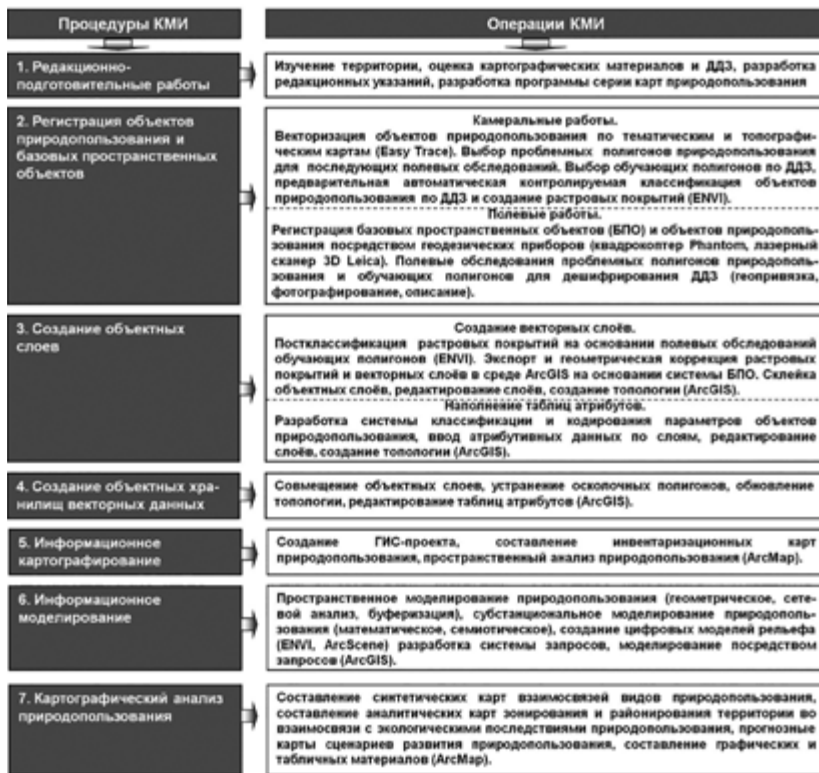 Процедуры КМИ
Операции КМИ
1. Редакционно-
подготовительные работы
Изучение территории, оценка картографических материалов и ДДЗ, разработка
редакционных указаний, разработка программы серии карт природопользования
2. Регистрация объектов
природопользования и
базовых пространственных
объектов
Камеральные работы.
Векторизация объектов природопользования по тематическим и топографи-
ческим картам (Easy Trace). Выбор проблемных полигонов природопользования
для последующих полевых обследований. Выбор обучающих полигонов по ДДЗ,
предварительная автоматическая контролируемая классификация объектов
природопользования по ДДЗ и создание растровых покрытий (ENVI).
Полевые работы.
Регистрация базовых пространственных объектов (БПО) и объектов природополь-
зования посредством геодезических приборов (квадрокоптер Phantom, лазерный
сканер 3D Leica). Полевые обследования проблемных полигонов природополь-
зования и обучающих полигонов для дешифрирования ДДЗ (геопривязка,
фотографирование, описание).
3. Создание объектных
слоев
Создание векторных слоёв.
Постклассификация растровых покрытий на основании полевых обследований
обучающих полигонов (ENVI). Экспорт и геометрическая коррекция растровых
покрытий и векторных слоёв в среде ArcGIS на основании системы БПО. Склейка
объектных слоёв, редактирование слоёв, создание топологии (ArcGIS).
Наполнение таблиц атрибутов.
Разработка системы классификации и кодирования параметров объектов
природопользования, ввод атрибутивных данных по слоям, редактирование
слоёв, создание топологии (ArcGIS).
4. Создание объектных хра-
нилищ векторных данных
Совмещение объектных слоев, устранение осколочных полигонов, обновление
топологии, редактирование таблиц атрибутов (ArcGIS).
5. Информационное
картографирование
Создание ГИС-проекта, составление инвентаризационных карт
природопользования, пространственный анализ природопользования (ArcMap).
6. Информационное
моделирование
Пространственное моделирование природопользования (геометрическое, сете-
вой анализ, буферизация), субстанциональное моделирование природополь-
зования (математическое, семиотическое), создание цифровых моделей рельефа
(ENVI, ArcScene) разработка системы запросов, моделирование посредством
запросов (ArcGIS).
7. Картографический анализ
природопользования
Составление синтетических карт взаимосвязей видов природопользования,
составление аналитических карт зонирования и районирования территории во
взаимосвязи с экологическими последствиями природопользования, прогнозные
карты сценариев развития природопользования, составление графических и
табличных материалов (ArcMap).